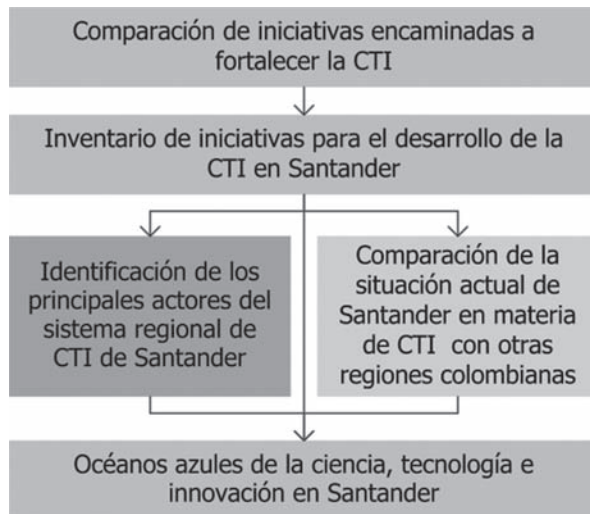 Comparación de iniciativas encaminadas a
fortalecer la CTI
Inventario de iniciativas para el desarrollo de la
CTI en Santander
Identificación de los
principales actores del
sistema regional de
CTI de Santander
Comparación de la
situación actual de
Santander en materia
de CTI con otras
regiones colombianas
Océanos azules de la ciencia, tecnología e
innovación en Santander